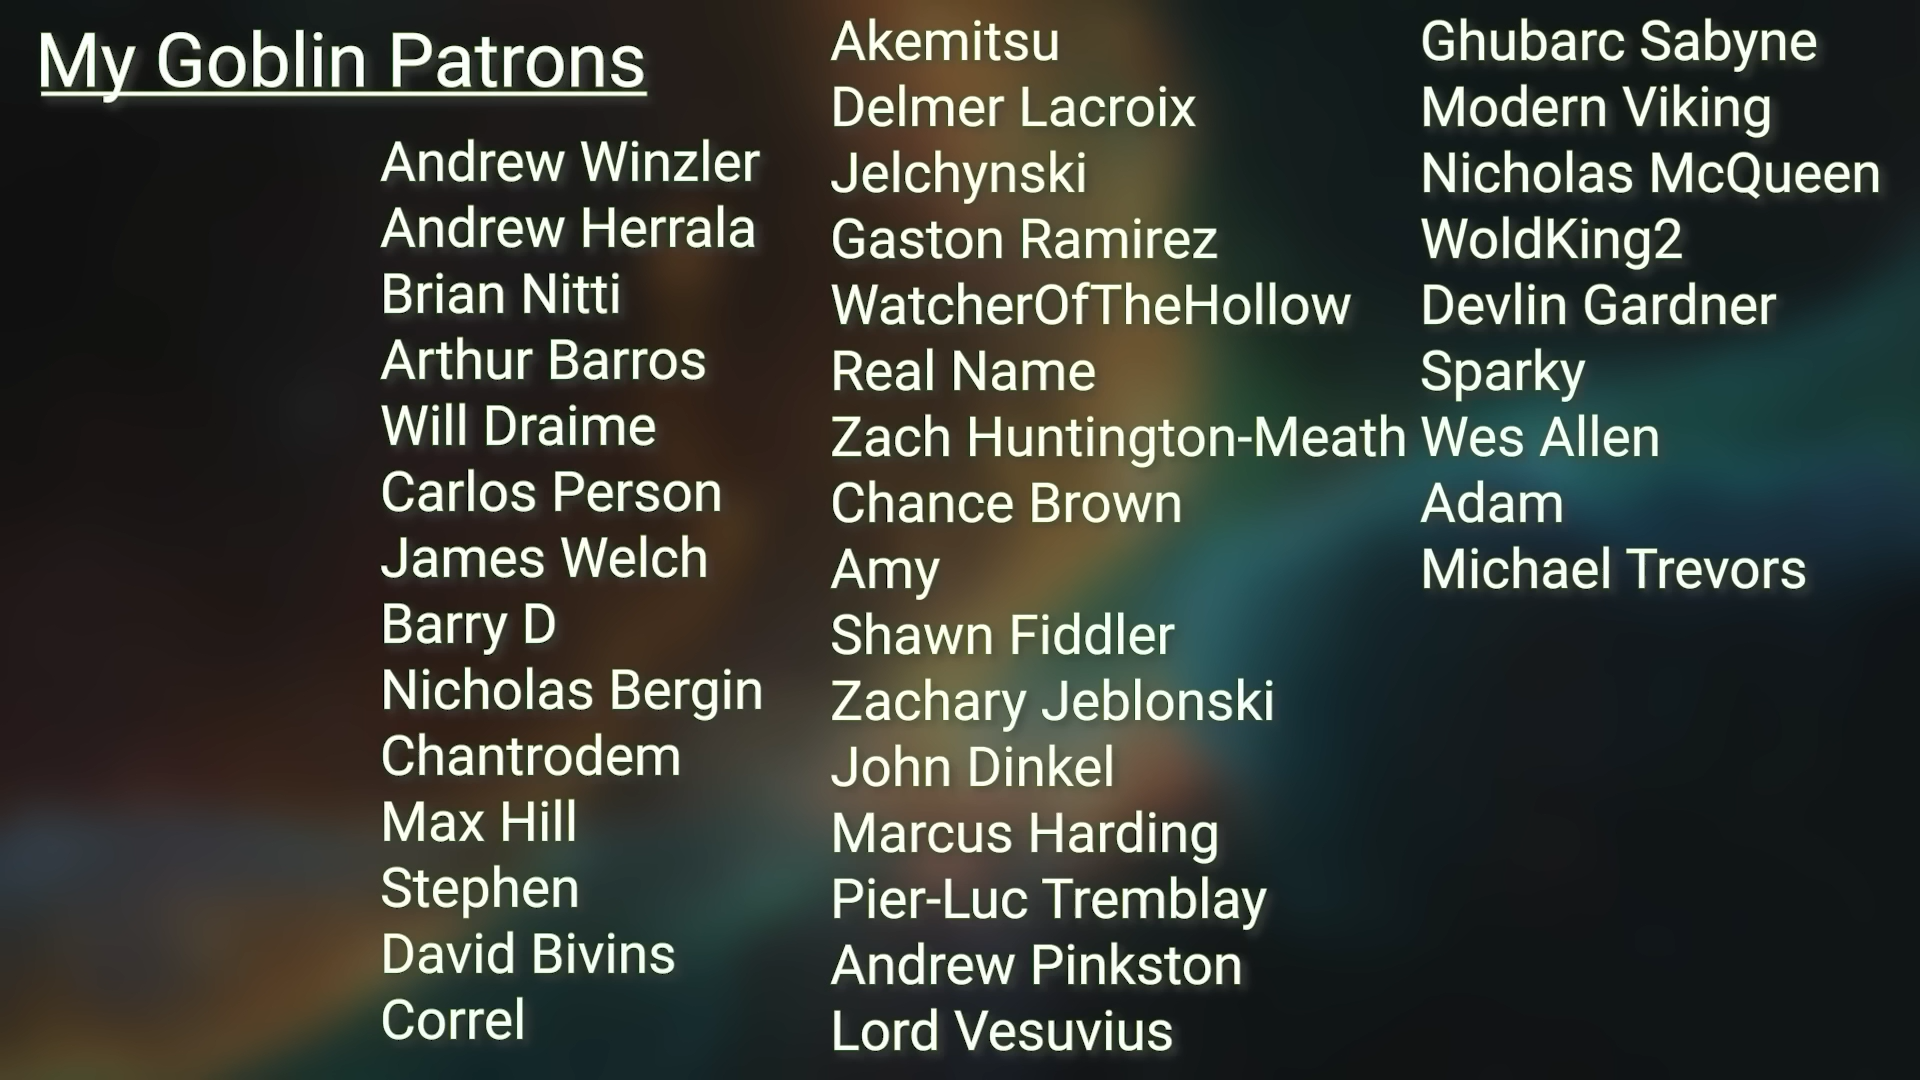 My Goblin Patrons
Andrew Winzler
Andrew Herrala
Brian Nitti
Arthur Barros
Will Draime
Carlos Person
James Welch
Barry D
Nicholas Bergin
Chantrodem
Max Hill
Stephen
David Bivins
Correl
Akemitsu
Delmer Lacroix
Jelchynski
Gaston Ramirez
WatcherOfTheHollow
Real Name
Zach Huntington-Meath
Chance Brown
Amy
Shawn Fiddler
Zachary Jeblonski
John Dinkel
Marcus Harding
Pier-Luc Tremblay
Andrew Pinkston
Lord Vesuvius
Ghubarc Sabyne
Modern Viking
Nicholas McQueen
WoldKing2
Devlin Gardner
Sparky
Wes Allen
Adam
Michael Trevors